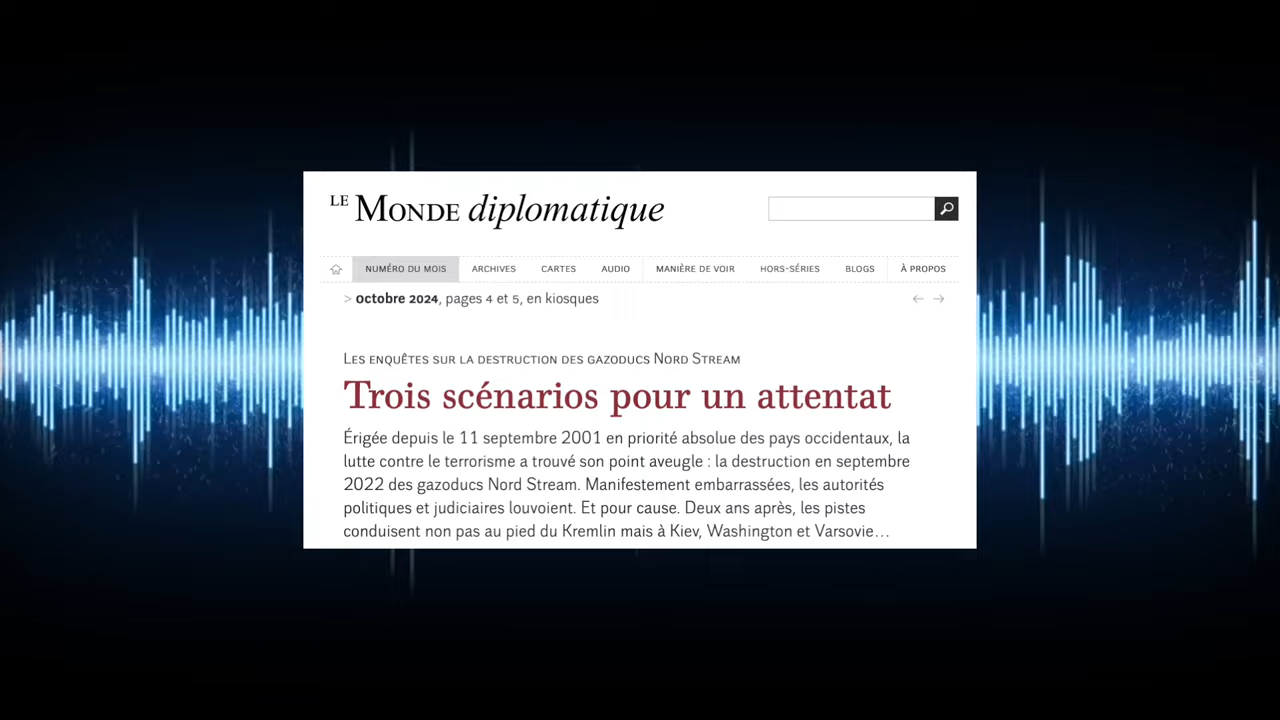 LE MONDE diplomatique
NUMÉRO DU MOIS ARCHIVES CARTES AUDIO MANIÈRE DE VOIR HORS-SÉRIES BLOGS À PROPOS
> octobre 2024, pages 4 et 5, en kiosques
LES ENQUÊTES SUR LA DESTRUCTION DES GAZODUCS NORD STREAM
Trois scénarios pour un attentat
Érigée depuis le 11 septembre 2001 en priorité absolue des pays occidentaux, la
lutte contre le terrorisme a trouvé son point aveugle : la destruction en septembre
2022 des gazoducs Nord Stream. Manifestement embarrassées, les autorités
politiques et judiciaires louvoient. Et pour cause. Deux ans après, les pistes
conduisent non pas au pied du Kremlin mais à Kiev, Washington et Varsovie…